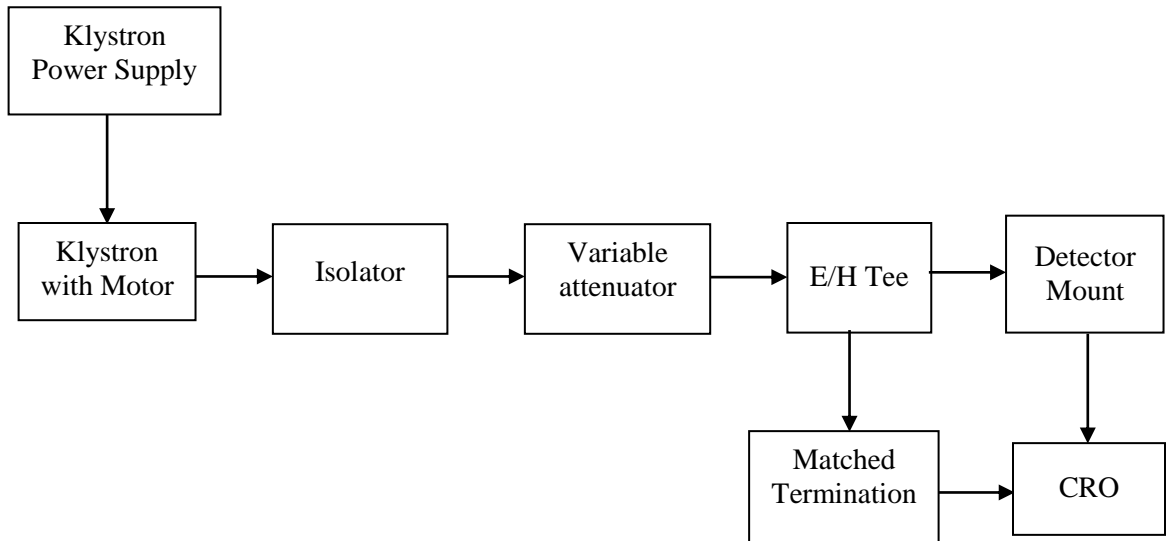 Klystron
Power Supply
Klystron
with Motor
Isolator
Variable
attenuator
E/H Tee
Detector
Mount
Matched
Termination
CRO